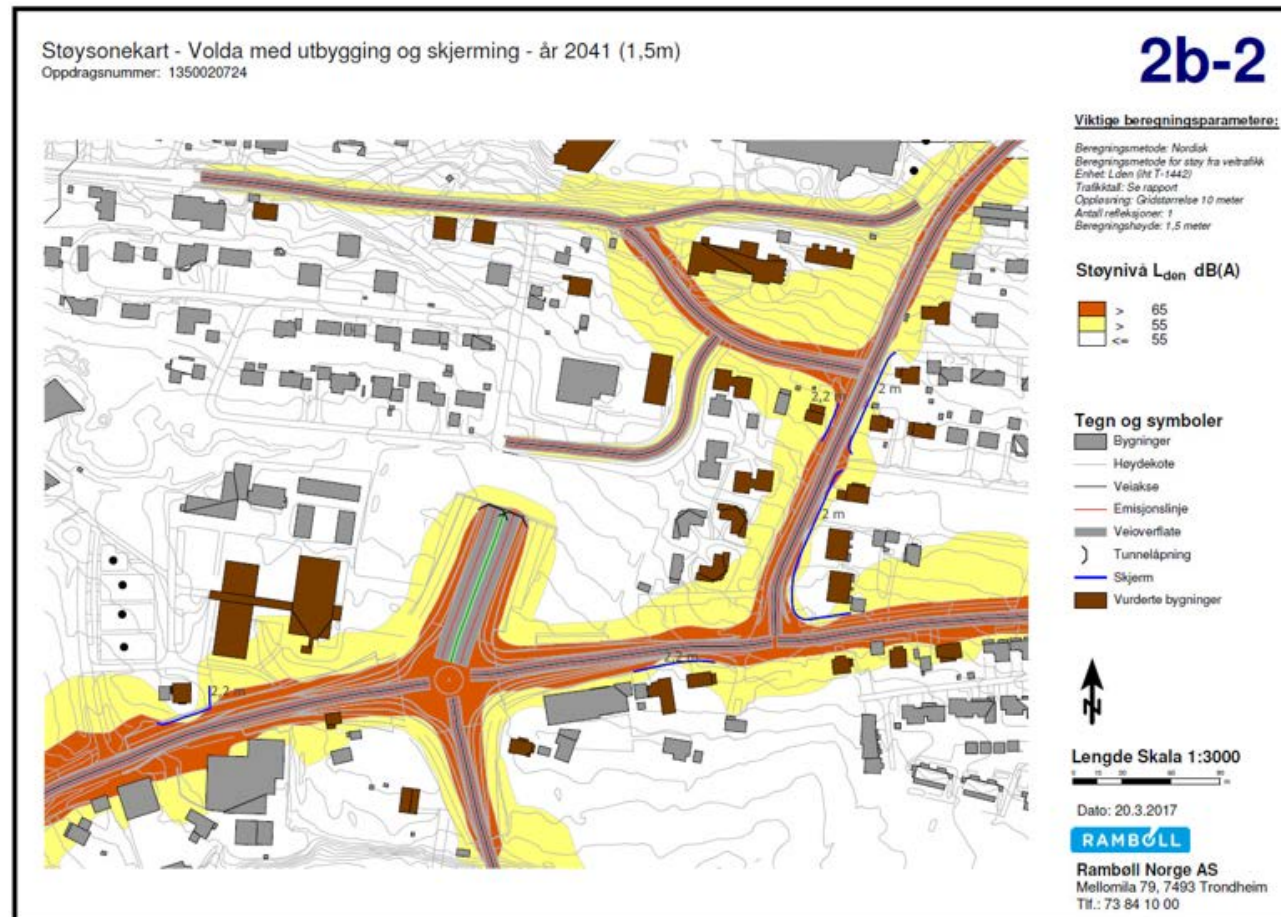 Støysonekart - Volda med utbygging og skjerming - år 2041 (1,5m)
Oppdragsnummer: 1350020724
2b-2
Viktige beregningsparametere:
Beregningsmetode: Nordisk
Beregningsmetode for støy fra veitrafikk
Enhet: Lden (iht T-1442)
Trafikktall: Se rapport
Oppløsning: Gridstørrelse 10 meter
Antall refleksjoner: 1
Beregningshøyde: 1,5 meter
Støynivå Lden dB(A)
> 65
> 55
<= 55
Tegn og symboler
Bygninger
Høydekote
Veiakse
Emisjonslinje
Veioverflate
Tunnelåpning
Skjerm
Vurderte bygninger
N
Lengde Skala 1:3000
m
Dato: 20.3.2017
RAMBOLL
Rambøll Norge AS
Mellomila 79, 7493 Trondheim
Tlf.: 73 84 10 00
2,2 m
2 m
2 m
2,2 m
2,2 m